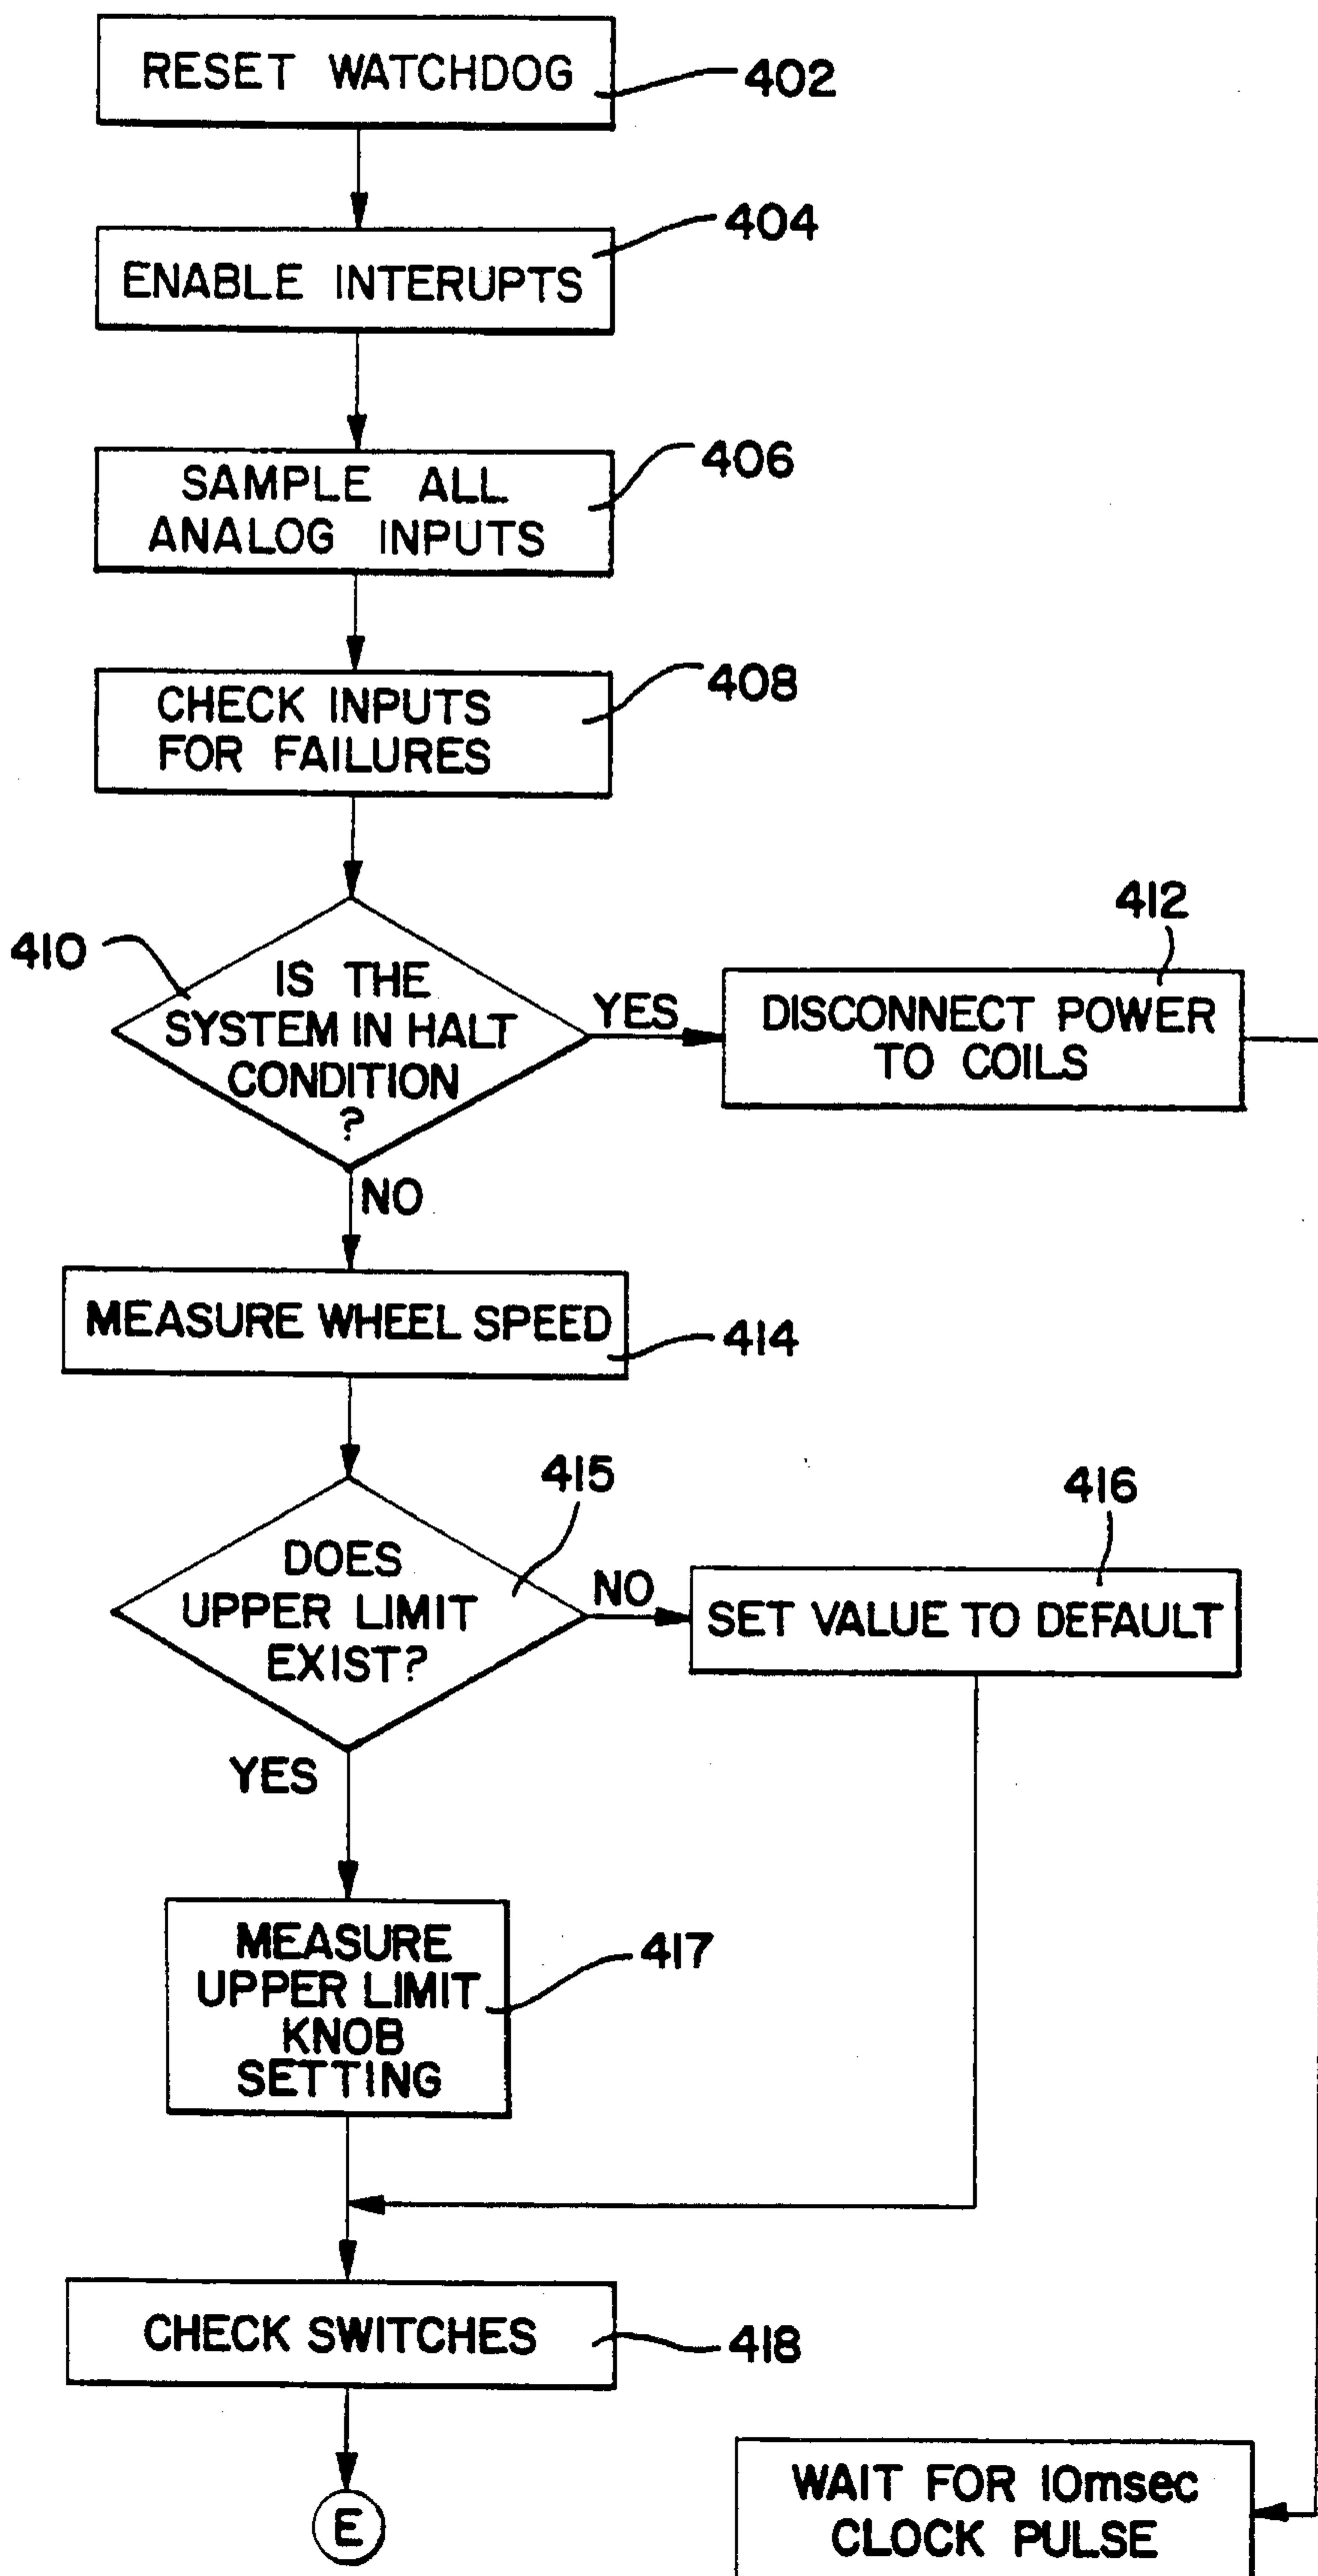 RESET WATCHDOG
402
404
ENABLE INTERUPTS
406
SAMPLE ALL
ANALOG INPUTS
408
CHECK INPUTS
FOR FAILURES
410
IS THE
SYSTEM IN HALT
CONDITION
?
YES
412
DISCONNECT POWER
TO COILS
NO
MEASURE WHEEL SPEED
414
415
DOES
UPPER LIMIT
EXIST?
NO
416
SET VALUE TO DEFAULT
YES
MEASURE
UPPER LIMIT
KNOB
SETTING
417
CHECK SWITCHES
418
E
WAIT FOR 10msec
CLOCK PULSE